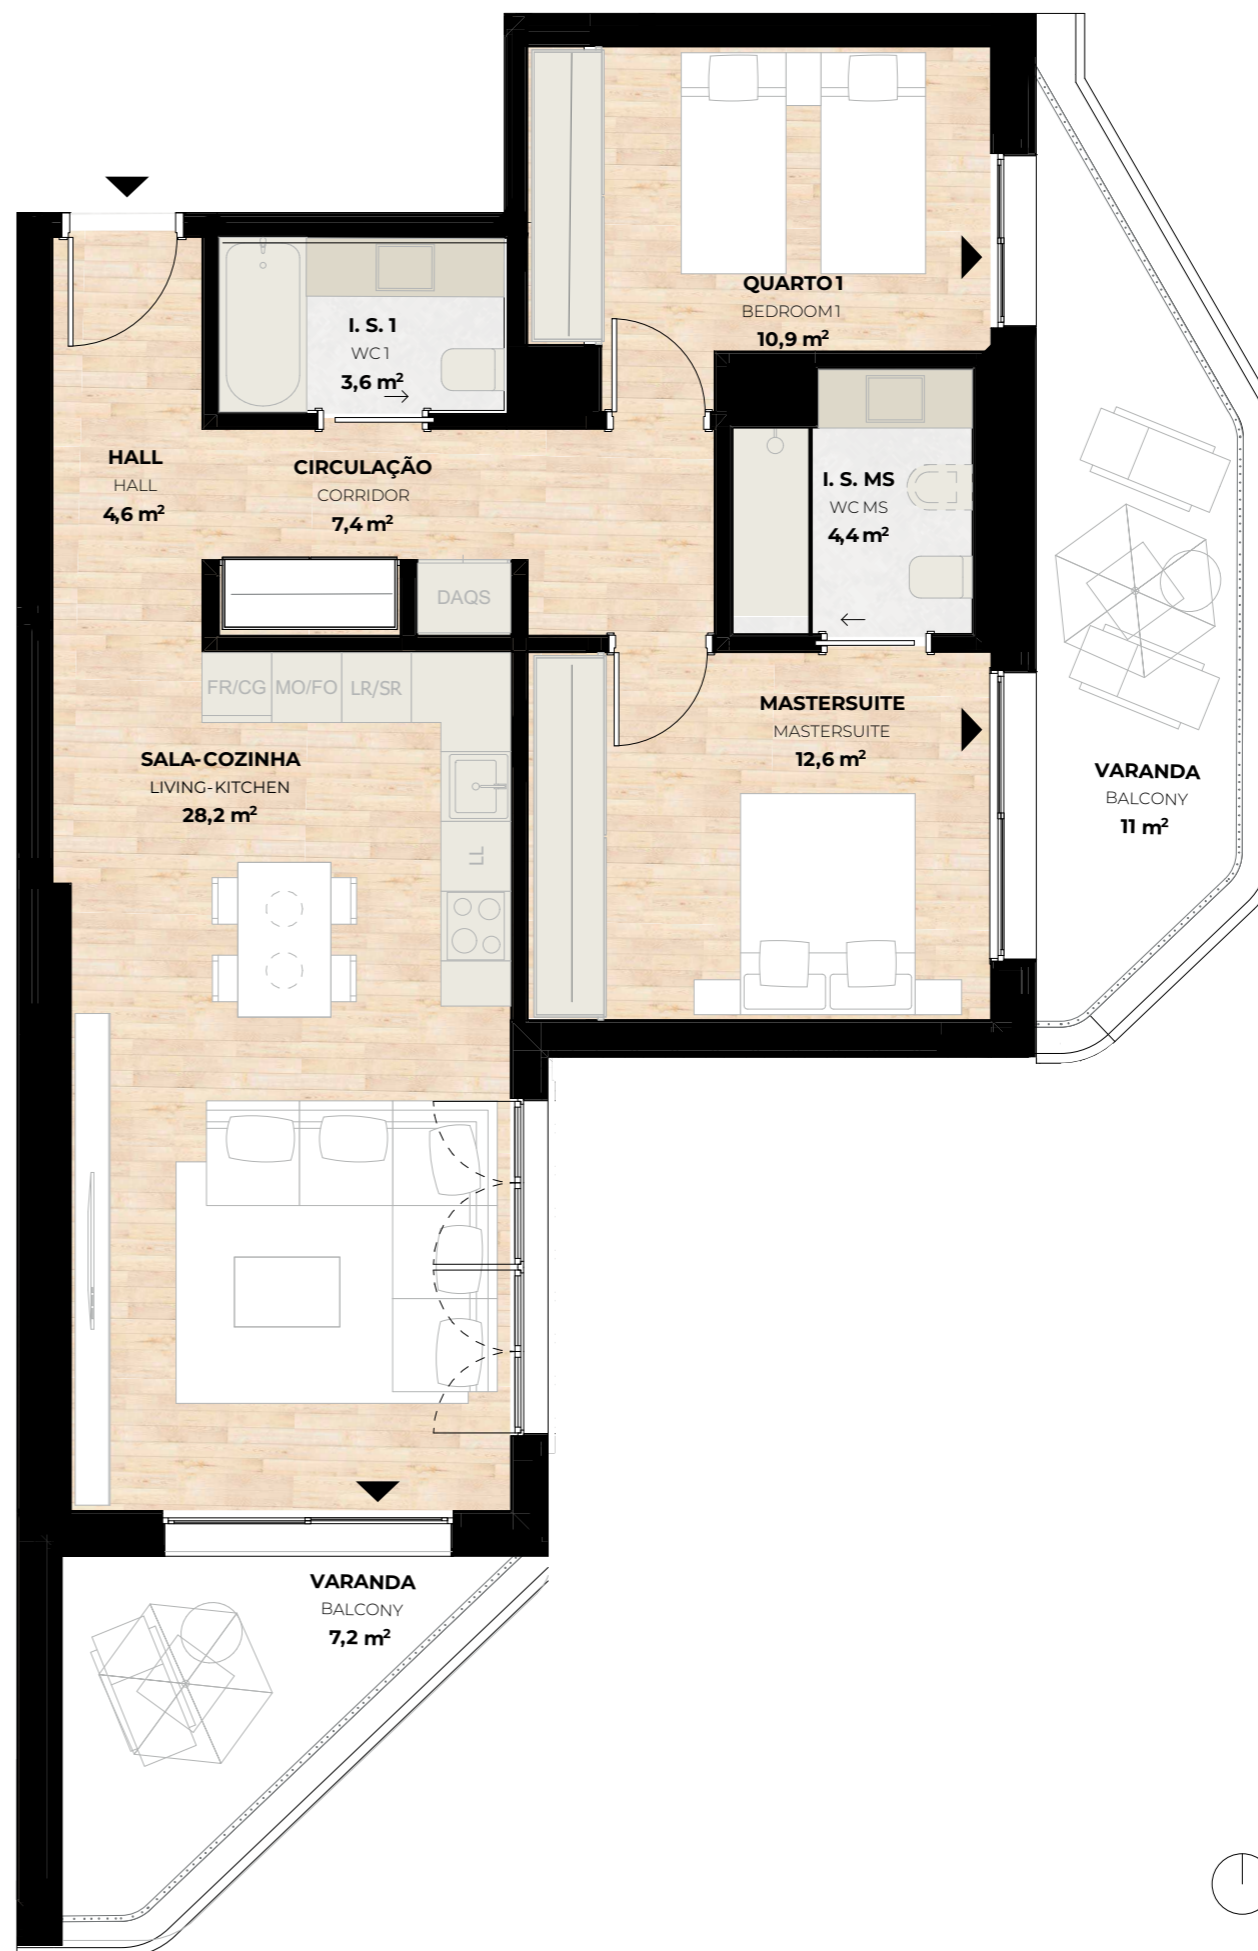 QUARTO 1
BEDROOM 1
10,9 m²
I. S. 1
WC 1
3,6 m²
HALL
HALL
4,6 m²
CIRCULAÇÃO
CORRIDOR
7,4 m²
I. S. MS
WC MS
4,4 m²
DAQS
FR/CG
MO/FO
LR/SR
SALA-COZINHA
LIVING-KITCHEN
28,2 m²
LL
MASTERSUITE
MASTERSUITE
12,6 m²
VARANDA
BALCONY
11 m²
VARANDA
BALCONY
7,2 m²